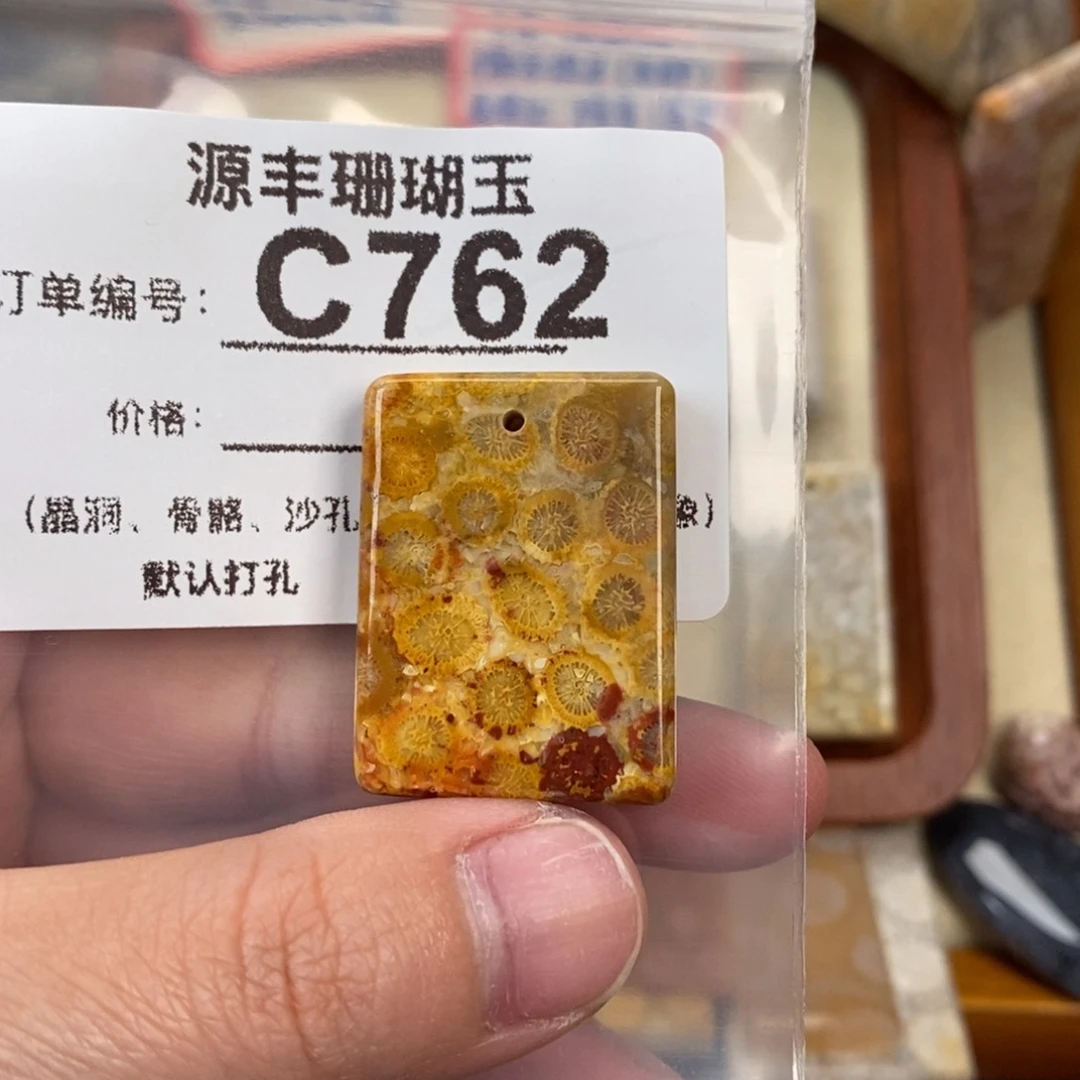 源丰珊瑚玉
订单编号：C762
价格：
（晶洞、骨骼、沙孔
默认打孔